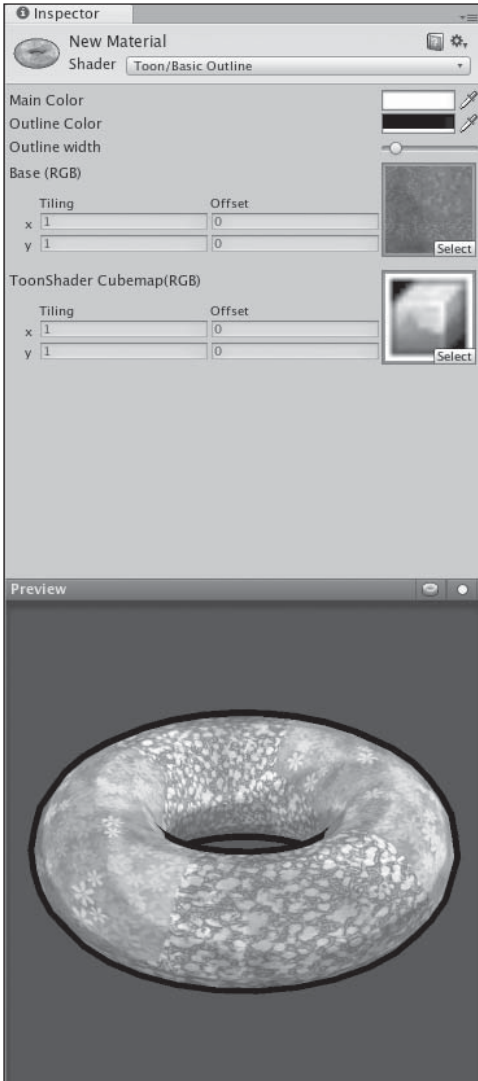 Inspector
New Material
Shader Toon/Basic Outline
Main Color
Outline Color
Outline width
Base (RGB)
Tiling Offset
x 1 0
y 1 0
Select
ToonShader Cubemap(RGB)
Tiling Offset
x 1 0
y 1 0
Select
Preview